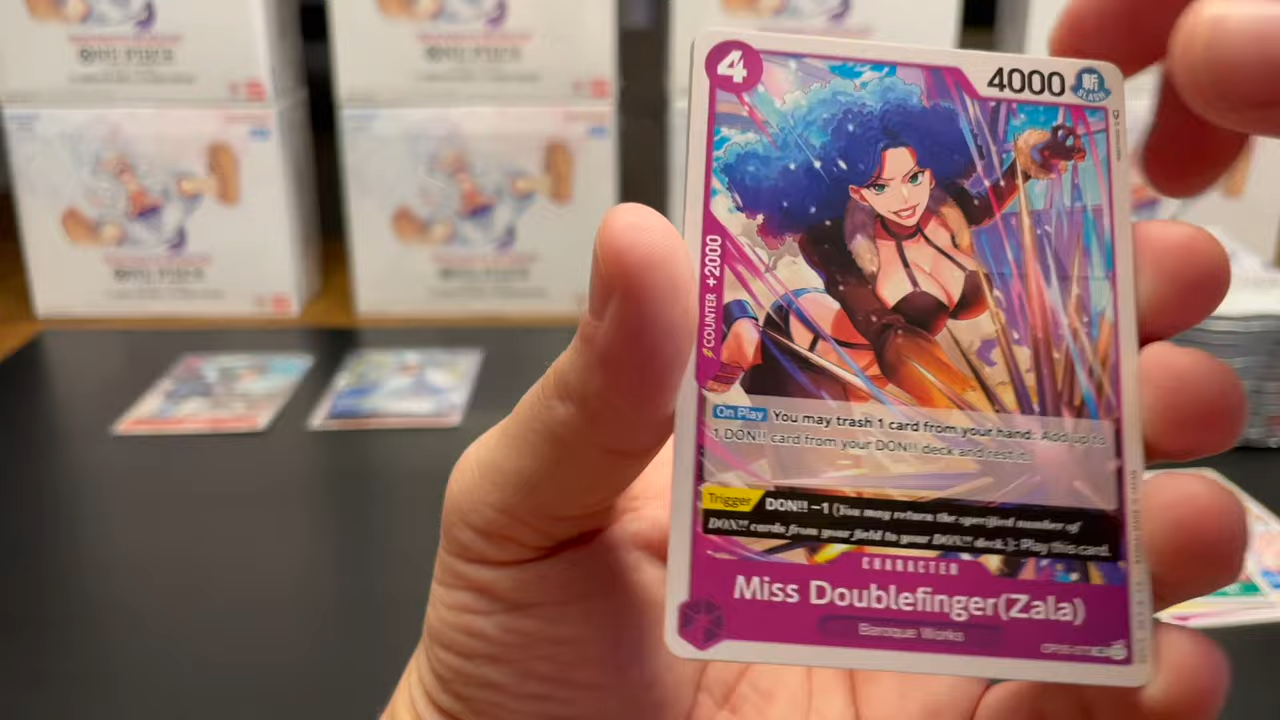 4
4000
斬
SLASH
COUNTER +2000
On Play You may trash 1 card from your hand: Add up to
1 DON!! card from your DON!! deck and rest it.
Trigger DON!! −1 (You may return the specified number of
DON!! cards from your field to your DON!! deck.): Play this card.
CHARACTER
Miss Doublefinger(Zala)
Baroque Works